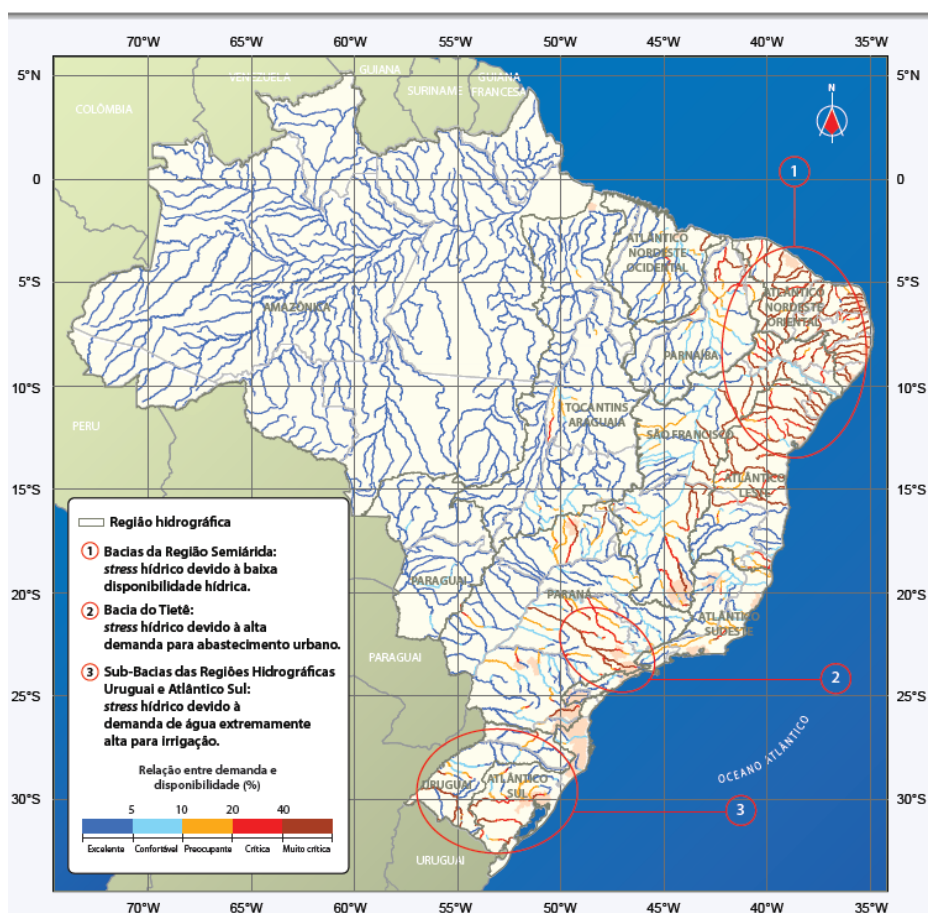 70°W 65°W 60°W 55°W 50°W 45°W 40°W 35°W
5°N 5°N
GUIANA
VENEZUELA
SURINAME
GUIANA
FRANCESA
COLÔMBIA
N
0 0
1
ATLÂNTICO
NORDESTE
OCIDENTAL
5°S 5°S
ATLÂNTICO
NORDESTE
ORIENTAL
AMAZÔNICA
PARNAÍBA
10°S 10°S
TOCANTINS
ARAGUAIA
PERU
SÃO FRANCISCO
ATLÂNTICO
LESTE
15°S 15°S
Região hidrográfica
1 Bacias da Região Semiárida:
stress hídrico devido à baixa
disponibilidade hídrica.
PARAGUAI
PARANÁ
20°S 20°S
2 Bacia do Tietê:
stress hídrico devido à alta
demanda para abastecimento urbano.
ATLÂNTICO
SUDESTE
PARAGUAI
2
3 Sub-Bacias das Regiões Hidrográficas
Uruguai e Atlântico Sul:
stress hídrico devido à
demanda de água extremamente
alta para irrigação.
25°S 25°S
OCEANO ATLÂNTICO
Relação entre demanda e
disponibilidade (%)
5 10 20 40
Excelente Confortável Preocupante Crítica Muito crítica
URUGUAI
ATLÂNTICO
SUL
30°S 30°S
3
URUGUAI
70°W 65°W 60°W 55°W 50°W 45°W 40°W 35°W